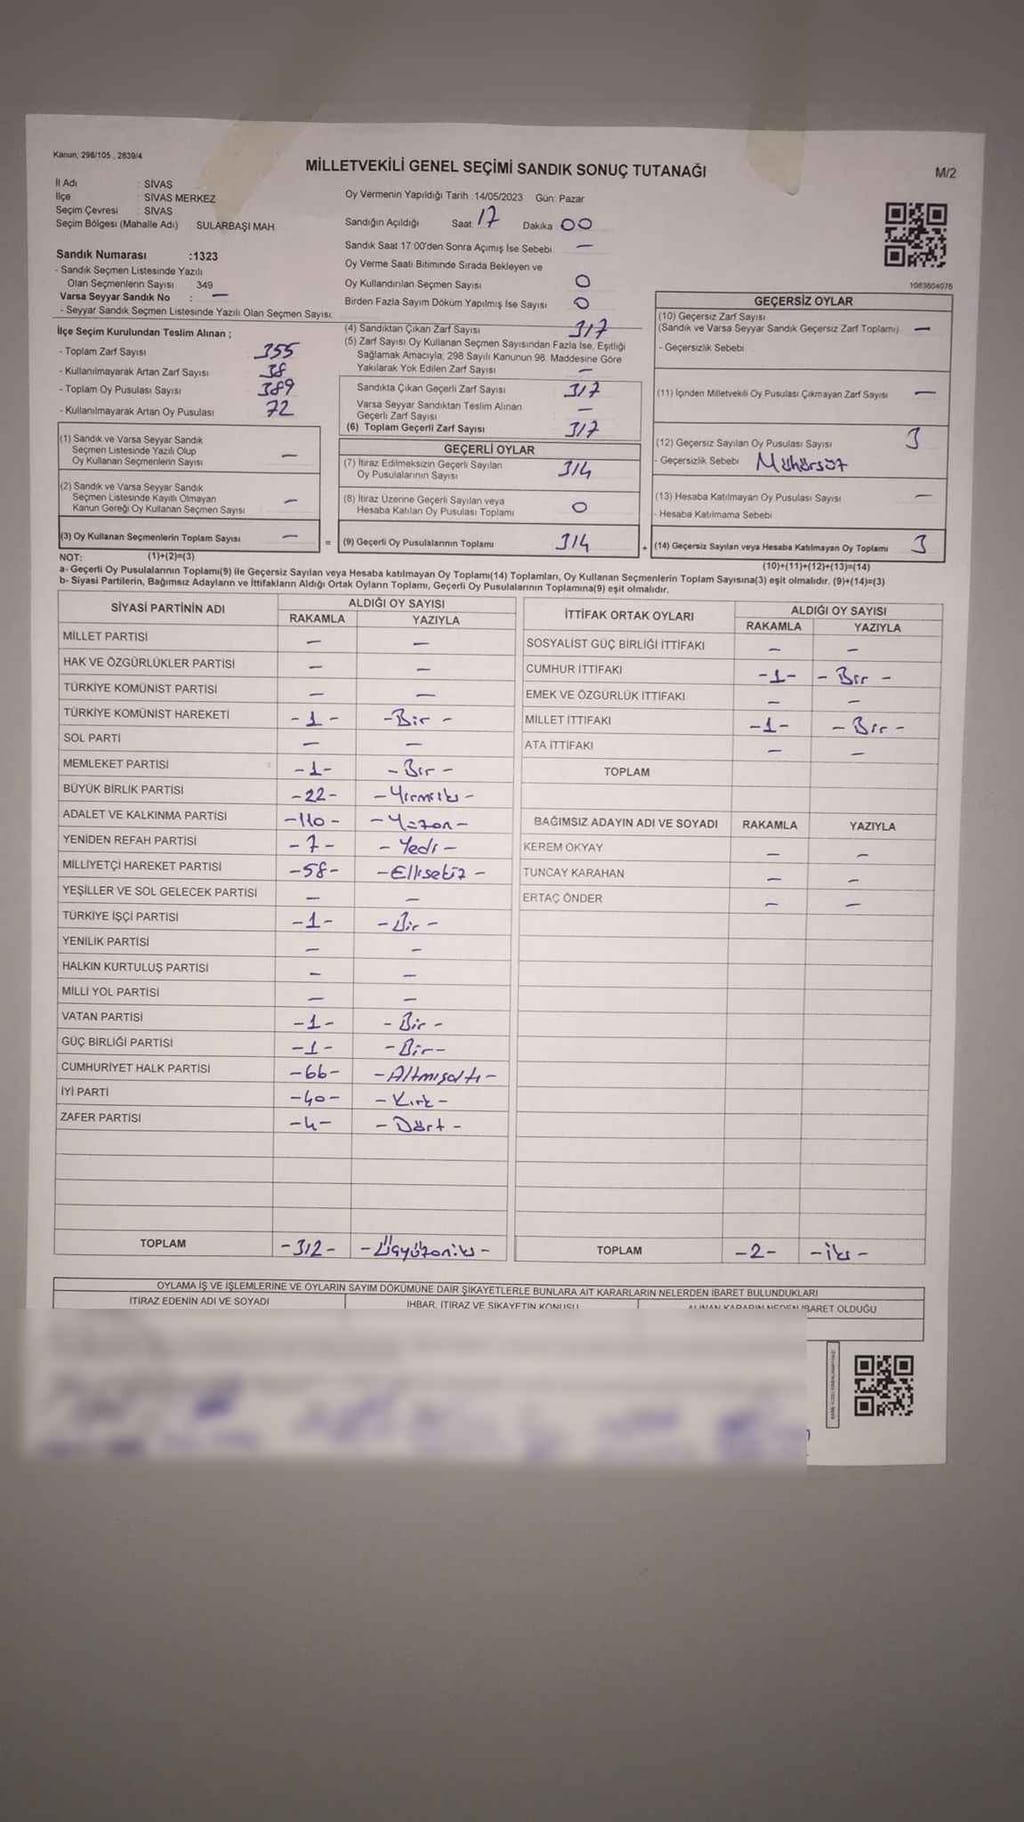 Kanun; 298/105 , 2839/4
MİLLETVEKİLİ GENEL SEÇİMİ SANDIK SONUÇ TUTANAĞI
M/2
İl Adı : SİVAS
İlçe : SİVAS MERKEZ
Seçim Çevresi : SİVAS
Seçim Bölgesi (Mahalle Adı) SULARBAŞI MAH.
Oy Vermenin Yapıldığı Tarih :14/05/2023 Gün: Pazar
Sandığın Açıldığı Saat: 17 Dakika 00
Sandık Saat 17:00'den Sonra Açımış İse Sebebi —
Oy Verme Saati Bitiminde Sırada Bekleyen ve
Oy Kullandırılan Seçmen Sayısı 0
Birden Fazla Sayım Döküm Yapılmış İse Sayısı 0
Sandık Numarası :1323
- Sandık Seçmen Listesinde Yazılı
Olan Seçmenlerin Sayısı 349
Varsa Seyyar Sandık No : —
- Seyyar Sandık Seçmen Listesinde Yazılı Olan Seçmen Sayısı:
1083604976
İlçe Seçim Kurulundan Teslim Alınan ;
- Toplam Zarf Sayısı 355
- Kullanılmayarak Artan Zarf Sayısı 38
- Toplam Oy Pusulası Sayısı 389
- Kullanılmayarak Artan Oy Pusulası 72
(1) Sandık ve Varsa Seyyar Sandık
Seçmen Listesinde Yazılı Olup
Oy Kullanan Seçmenlerin Sayısı —
(2) Sandık ve Varsa Seyyar Sandık
Seçmen Listesinde Kayıtlı Olmayan
Kanun Gereği Oy Kullanan Seçmen Sayısı —
(3) Oy Kullanan Seçmenlerin Toplam Sayısı —
(4) Sandıktan Çıkan Zarf Sayısı 317
(5) Zarf Sayısı Oy Kullanan Seçmen Sayısından Fazla İse, Eşitliği
Sağlamak Amacıyla, 298 Sayılı Kanunun 98. Maddesine Göre
Yakılarak Yok Edilen Zarf Sayısı —
Sandıkta Çıkan Geçerli Zarf Sayısı 317
Varsa Seyyar Sandıktan Teslim Alınan
Geçerli Zarf Sayısı —
(6) Toplam Geçerli Zarf Sayısı 317
GEÇERLİ OYLAR
(7) İtiraz Edilmeksizin Geçerli Sayılan
Oy Pusulalarının Sayısı 314
(8) İtiraz Üzerine Geçerli Sayılan veya
Hesaba Katılan Oy Pusulası Toplamı 0
= (9) Geçerli Oy Pusulalarının Toplamı 314
GEÇERSİZ OYLAR
(10) Geçersiz Zarf Sayısı
(Sandık ve Varsa Seyyar Sandık Geçersiz Zarf Toplamı) —
- Geçersizlik Sebebi
(11) İçinden Milletvekili Oy Pusulası Çıkmayan Zarf Sayısı —
(12) Geçersiz Sayılan Oy Pusulası Sayısı 3
- Geçersizlik Sebebi Mühürsüz
(13) Hesaba Katılmayan Oy Pusulası Sayısı —
- Hesaba Katılmama Sebebi
+ (14) Geçersiz Sayılan veya Hesaba Katılmayan Oy Toplamı 3
NOT: (1)+(2)=(3)
(10)+(11)+(12)+(13)=(14)
a- Geçerli Oy Pusulalarının Toplamı(9) ile Geçersiz Sayılan veya Hesaba katılmayan Oy Toplamı(14) Toplamları, Oy Kullanan Seçmenlerin Toplam Sayısına(3) eşit olmalıdır. (9)+(14)=(3)
b- Siyasi Partilerin, Bağımsız Adayların ve İttifakların Aldığı Ortak Oyların Toplamı, Geçerli Oy Pusulalarının Toplamına(9) eşit olmalıdır.
SİYASİ PARTİNİN ADI
ALDIĞI OY SAYISI
RAKAMLA YAZIYLA
MİLLET PARTİSİ — —
HAK VE ÖZGÜRLÜKLER PARTİSİ — —
TÜRKİYE KOMÜNİST PARTİSİ — —
TÜRKİYE KOMÜNİST HAREKETİ -1- -Bir-
SOL PARTİ — —
MEMLEKET PARTİSİ -1- -Bir-
BÜYÜK BİRLİK PARTİSİ -22- -Yirmiiki-
ADALET VE KALKINMA PARTİSİ -110- -Yüzon-
YENİDEN REFAH PARTİSİ -7- -Yedi-
MİLLİYETÇİ HAREKET PARTİSİ -58- -Ellisekiz-
YEŞİLLER VE SOL GELECEK PARTİSİ — —
TÜRKİYE İŞÇİ PARTİSİ -1- -Bir-
YENİLİK PARTİSİ — —
HALKIN KURTULUŞ PARTİSİ — —
MİLLİ YOL PARTİSİ — —
VATAN PARTİSİ -1- -Bir-
GÜÇ BİRLİĞİ PARTİSİ -1- -Bir-
CUMHURİYET HALK PARTİSİ -66- -Altmışaltı-
İYİ PARTİ -40- -Kırk-
ZAFER PARTİSİ -4- -Dört-
TOPLAM -312- -Üçyüzoniki-
İTTİFAK ORTAK OYLARI
ALDIĞI OY SAYISI
RAKAMLA YAZIYLA
SOSYALİST GÜÇ BİRLİĞİ İTTİFAKI — —
CUMHUR İTTİFAKI -1- -Bir-
EMEK VE ÖZGÜRLÜK İTTİFAKI — —
MİLLET İTTİFAKI -1- -Bir-
ATA İTTİFAKI — —
TOPLAM
BAĞIMSIZ ADAYIN ADI VE SOYADI RAKAMLA YAZIYLA
KEREM OKYAY — —
TUNCAY KARAHAN — —
ERTAÇ ÖNDER — —
TOPLAM -2- -iki-
OYLAMA İŞ VE İŞLEMLERİNE VE OYLARIN SAYIM DÖKÜMÜNE DAİR ŞİKAYETLERLE BUNLARA AİT KARARLARIN NELERDEN İBARET BULUNDUKLARI
İTİRAZ EDENİN ADI VE SOYADI
İHBAR, İTİRAZ VE ŞİKAYETİN KONUSU
ALINAN KARARIN NEDEN İBARET OLDUĞU